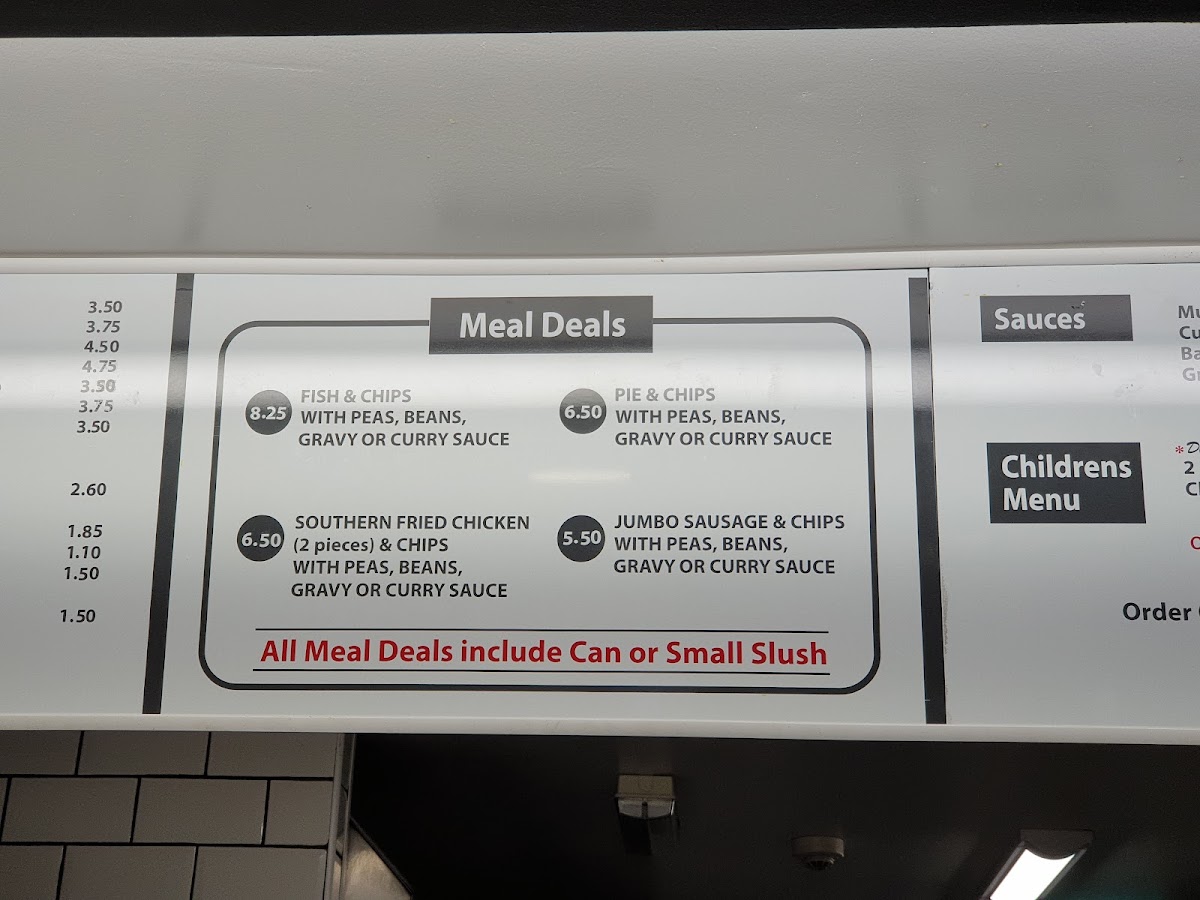 3.50
3.75
4.50
4.75
3.50
3.75
3.50
2.60
1.85
1.10
1.50
1.50
Meal Deals
8.25
FISH & CHIPS
WITH PEAS, BEANS,
GRAVY OR CURRY SAUCE
6.50
PIE & CHIPS
WITH PEAS, BEANS,
GRAVY OR CURRY SAUCE
6.50
SOUTHERN FRIED CHICKEN
(2 pieces) & CHIPS
WITH PEAS, BEANS,
GRAVY OR CURRY SAUCE
5.50
JUMBO SAUSAGE & CHIPS
WITH PEAS, BEANS,
GRAVY OR CURRY SAUCE
All Meal Deals include Can or Small Slush
Sauces
Mu
Cu
Ba
Gr
Childrens
Menu
2
Order